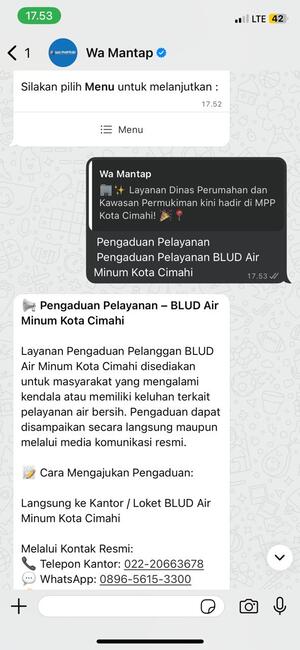 17.53
LTE 42
1
Wa Mantap
Silakan pilih Menu untuk melanjutkan :
17.52
Menu
Wa Mantap
🏢✨ Layanan Dinas Perumahan dan
Kawasan Permukiman kini hadir di MPP
Kota Cimahi! 🎉📍
Pengaduan Pelayanan
Pengaduan Pelayanan BLUD Air
Minum Kota Cimahi
17.53
📢 Pengaduan Pelayanan – BLUD Air
Minum Kota Cimahi
Layanan Pengaduan Pelanggan BLUD
Air Minum Kota Cimahi disediakan
untuk masyarakat yang mengalami
kendala atau memiliki keluhan terkait
pelayanan air bersih. Pengaduan dapat
disampaikan secara langsung maupun
melalui media komunikasi resmi.
📝 Cara Mengajukan Pengaduan:
Langsung ke Kantor / Loket BLUD Air
Minum Kota Cimahi
Melalui Kontak Resmi:
📞 Telepon Kantor: 022-20663678
💬 WhatsApp: 0896-5615-3300